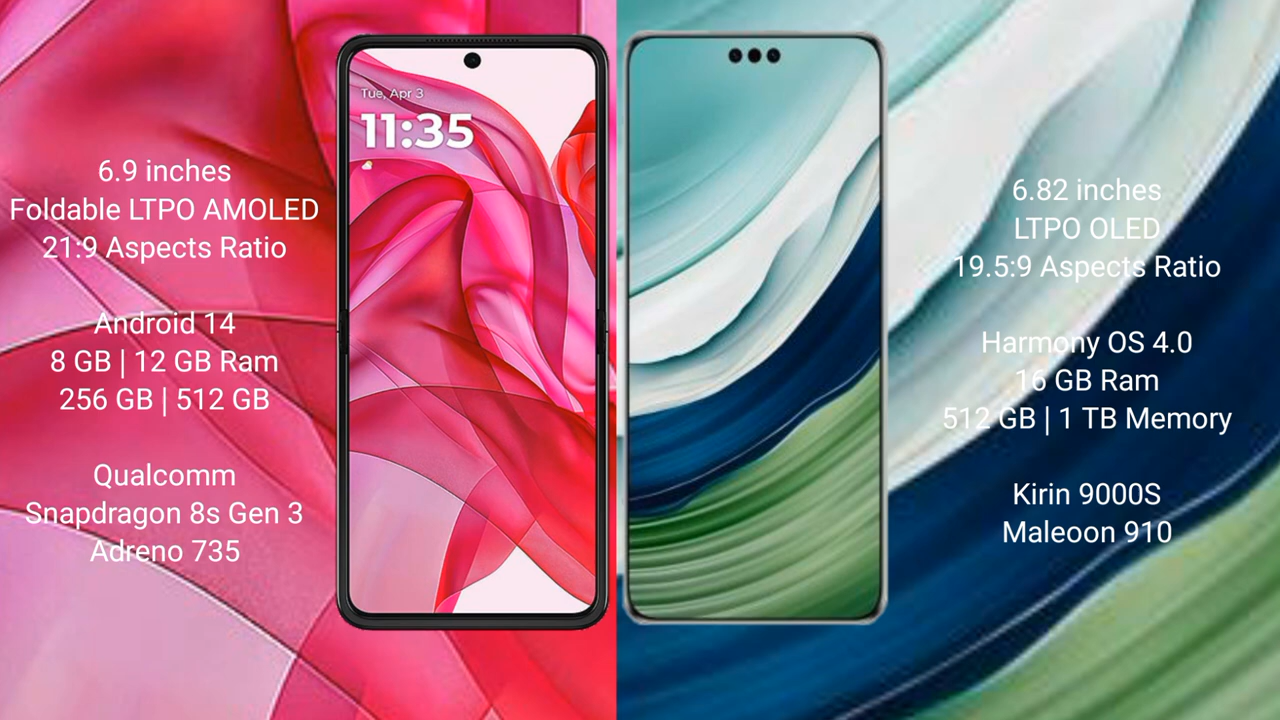 6.9 inches
Foldable LTPO AMOLED
21:9 Aspects Ratio
Android 14
8 GB | 12 GB Ram
256 GB | 512 GB
Qualcomm
Snapdragon 8s Gen 3
Adreno 735
Tue, Apr 3
11:35
6.82 inches
LTPO OLED
19.5:9 Aspects Ratio
Harmony OS 4.0
16 GB Ram
512 GB | 1 TB Memory
Kirin 9000S
Maleoon 910